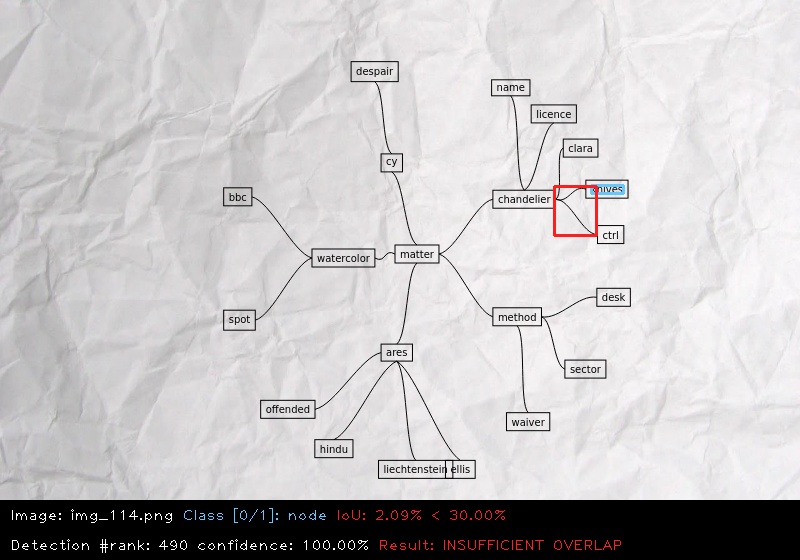 despair
name
licence
clara
cy
knives
bbc
chandelier
ctrl
matter
watercolor
desk
spot
method
ares
sector
offended
waiver
hindu
liechtenstein
ellis
Image: img_114.png Class [0/1]: node IoU: 2.09% < 30.00%
Detection #rank: 490 confidence: 100.00% Result: INSUFFICIENT OVERLAP